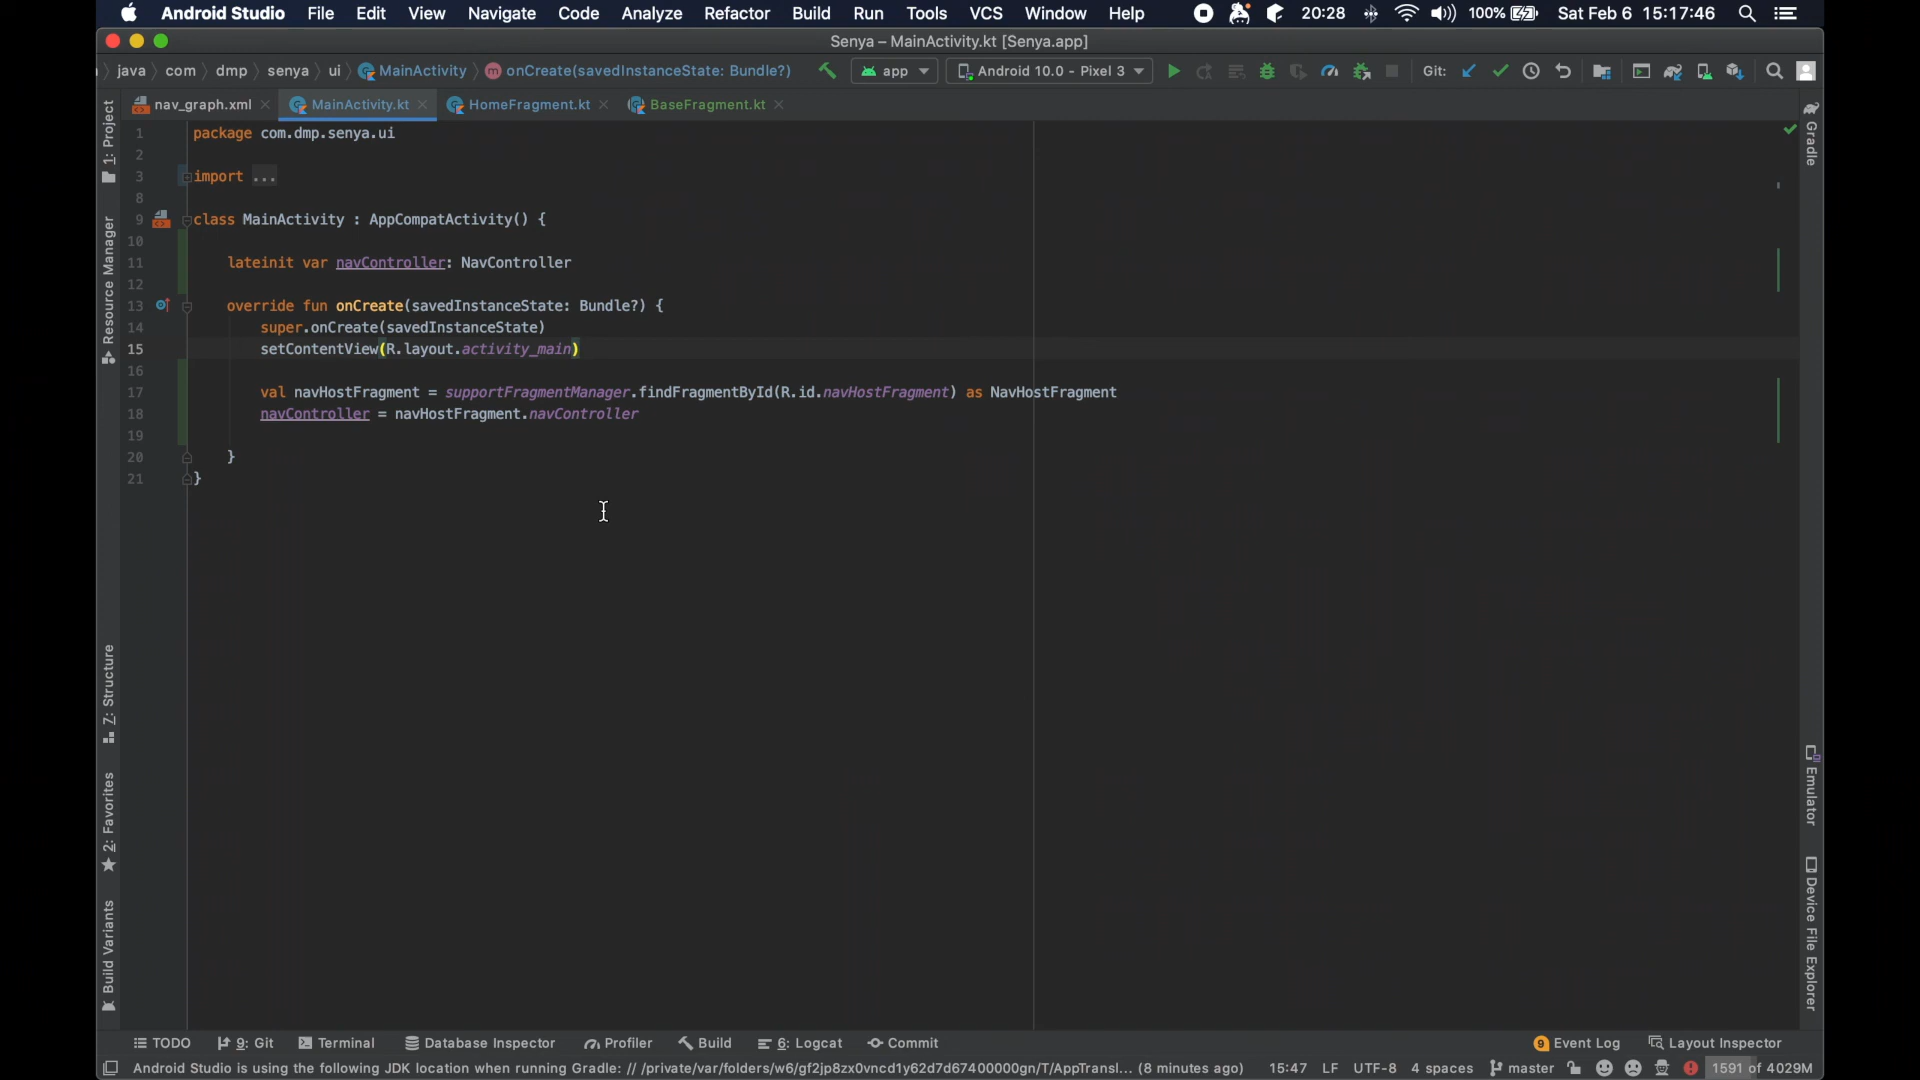 Android Studio File Edit View Navigate Code Analyze Refactor Build Run Tools VCS Window Help 20:28 100% Sat Feb 6 15:17:46
Senya – MainActivity.kt [Senya.app]
java com dmp senya ui MainActivity onCreate(savedInstanceState: Bundle?) app Android 10.0 - Pixel 3 Git:
nav_graph.xml MainActivity.kt HomeFragment.kt BaseFragment.kt
1 package com.dmp.senya.ui
2
3 import ...
8
9 class MainActivity : AppCompatActivity() {
10
11 lateinit var navController: NavController
12
13 override fun onCreate(savedInstanceState: Bundle?) {
14 super.onCreate(savedInstanceState)
15 setContentView(R.layout.activity_main)
16
17 val navHostFragment = supportFragmentManager.findFragmentById(R.id.navHostFragment) as NavHostFragment
18 navController = navHostFragment.navController
19
20 }
21 }
1: Project
Resource Manager
Z: Structure
2: Favorites
Build Variants
Gradle
Emulator
Device File Explorer
TODO 9: Git Terminal Database Inspector Profiler Build 6: Logcat Commit 9 Event Log Layout Inspector
Android Studio is using the following JDK location when running Gradle: // /private/var/folders/w6/gf2jp8zx0vncd1y62d7d67400000gn/T/AppTransl... (8 minutes ago) 15:47 LF UTF-8 4 spaces master 1591 of 4029M